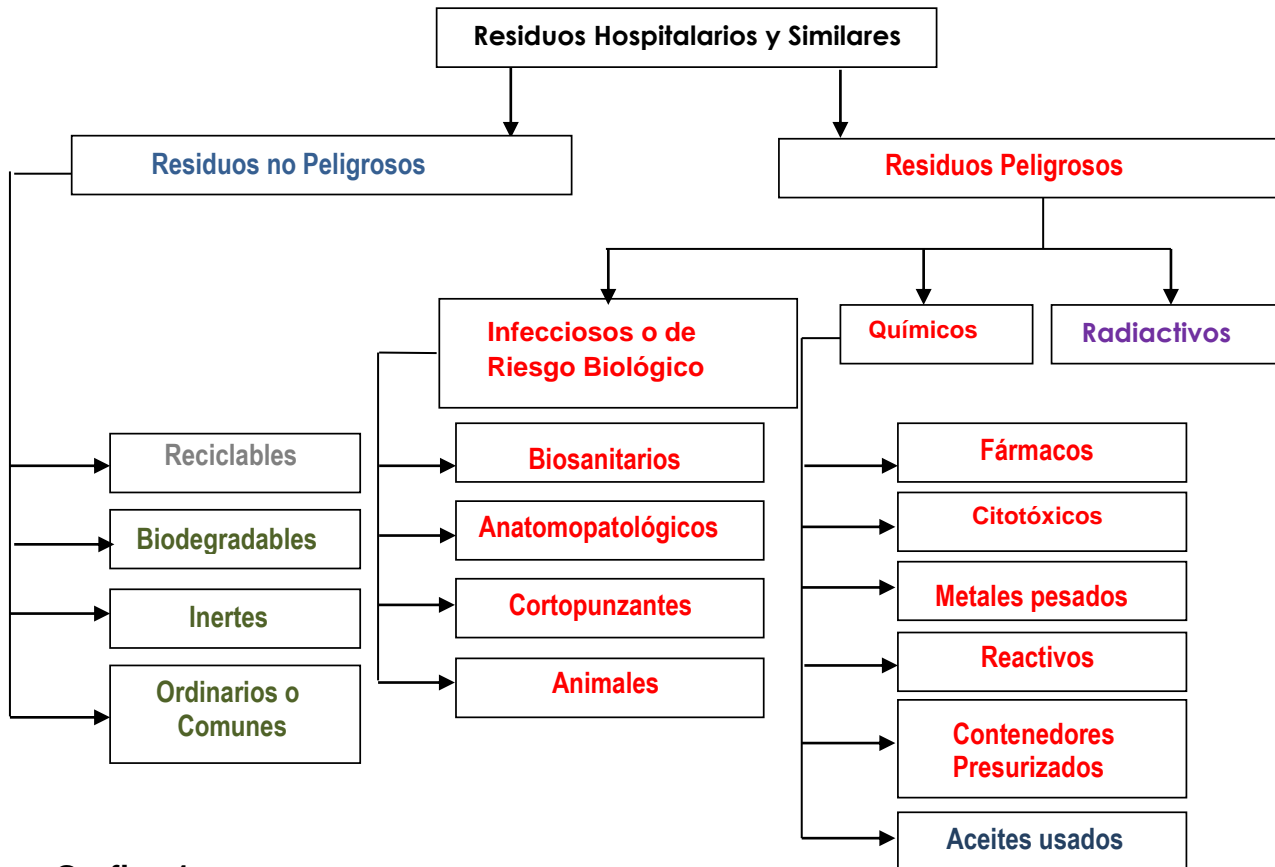 Residuos Hospitalarios y Similares
Residuos no Peligrosos
Residuos Peligrosos
Infecciosos o de
Riesgo Biológico
Químicos
Radiactivos
Reciclables
Biodegradables
Inertes
Ordinarios o
Comunes
Biosanitarios
Anatomopatológicos
Cortopunzantes
Animales
Fármacos
Citotóxicos
Metales pesados
Reactivos
Contenedores
Presurizados
Aceites usados